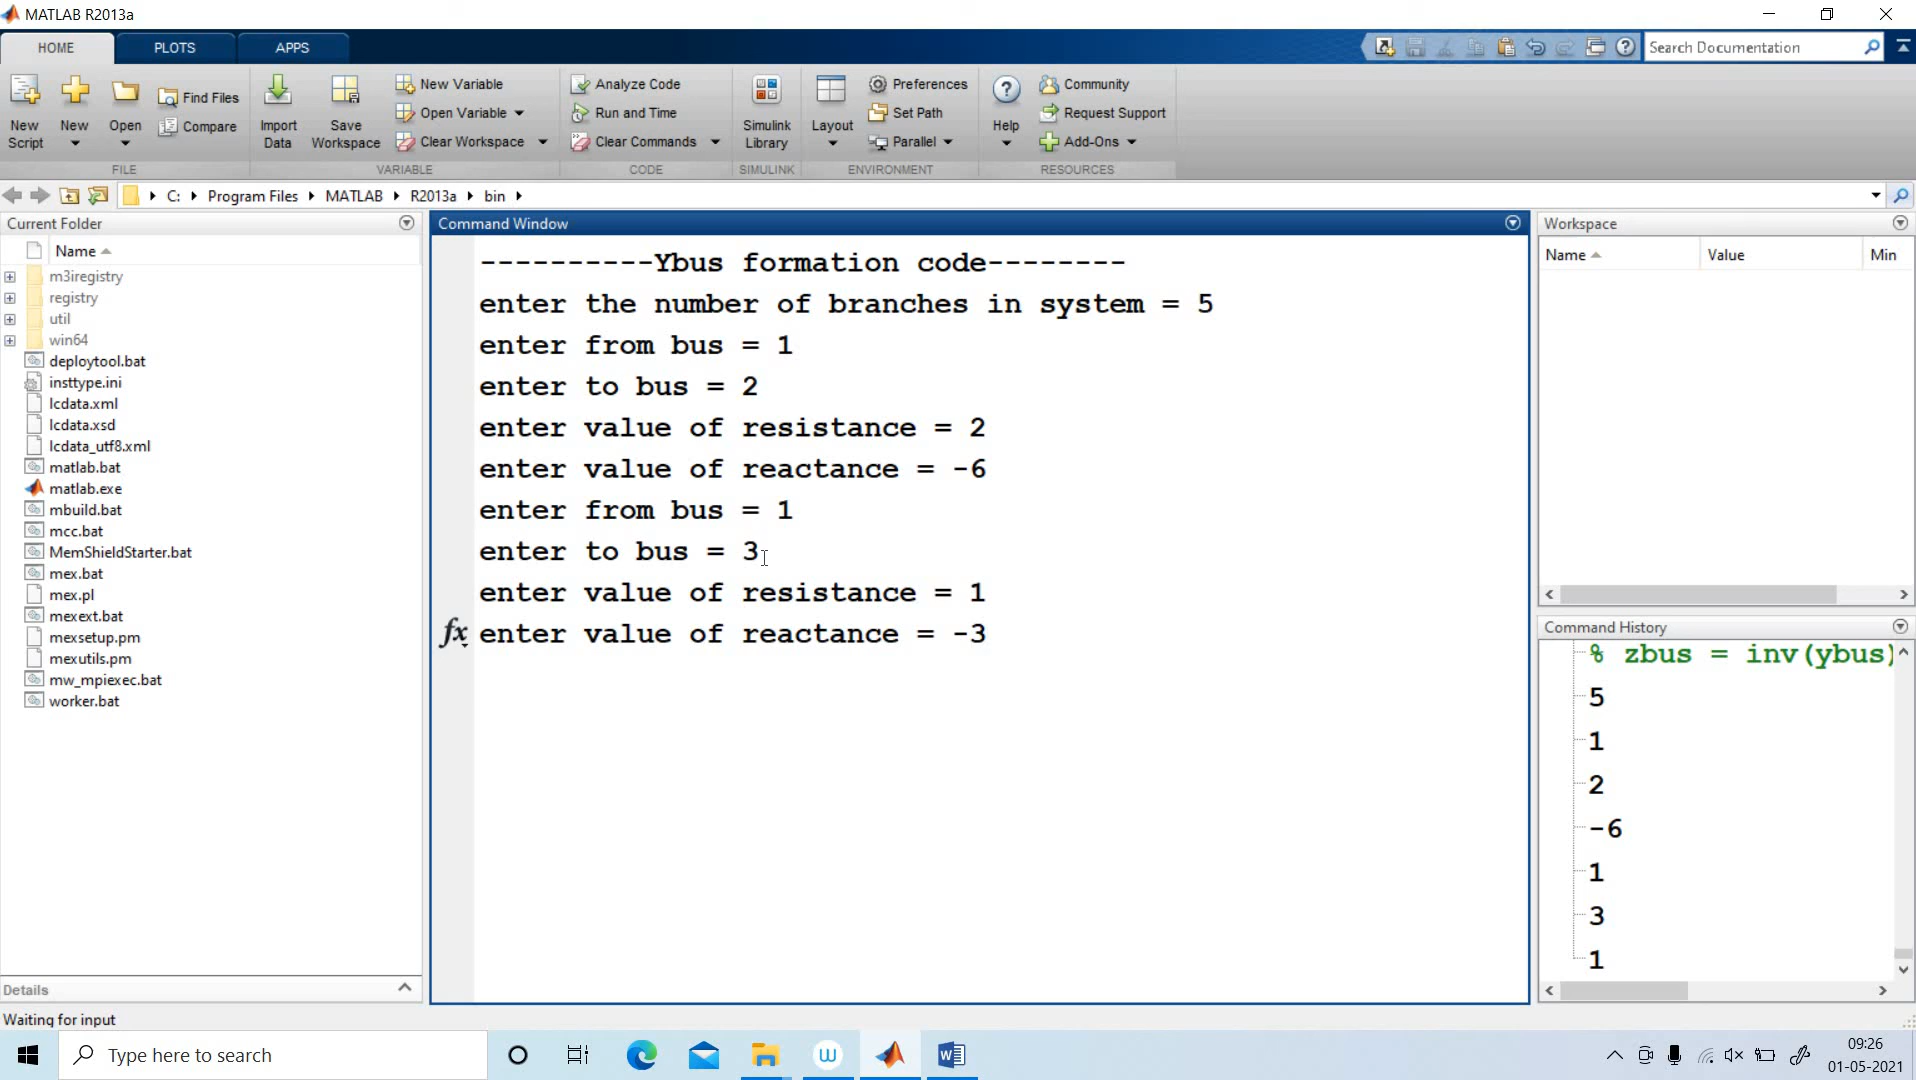 MATLAB R2013a
HOME PLOTS APPS
Search Documentation
New Script
New
Open
Find Files
Compare
Import Data
Save Workspace
New Variable
Open Variable
Clear Workspace
Analyze Code
Run and Time
Clear Commands
Simulink Library
Layout
Preferences
Set Path
Parallel
Help
Community
Request Support
Add-Ons
FILE VARIABLE CODE SIMULINK ENVIRONMENT RESOURCES
C: Program Files MATLAB R2013a bin
Current Folder
Name
m3iregistry
registry
util
win64
deploytool.bat
insttype.ini
lcdata.xml
lcdata.xsd
lcdata_utf8.xml
matlab.bat
matlab.exe
mbuild.bat
mcc.bat
MemShieldStarter.bat
mex.bat
mex.pl
mexext.bat
mexsetup.pm
mexutils.pm
mw_mpiexec.bat
worker.bat
Details
Command Window
----------Ybus formation code--------
enter the number of branches in system = 5
enter from bus = 1
enter to bus = 2
enter value of resistance = 2
enter value of reactance = -6
enter from bus = 1
enter to bus = 3
enter value of resistance = 1
fx enter value of reactance = -3
Workspace
Name Value Min
Command History
% zbus = inv(ybus)
5
1
2
-6
1
3
1
Waiting for input
Type here to search
09:26
01-05-2021